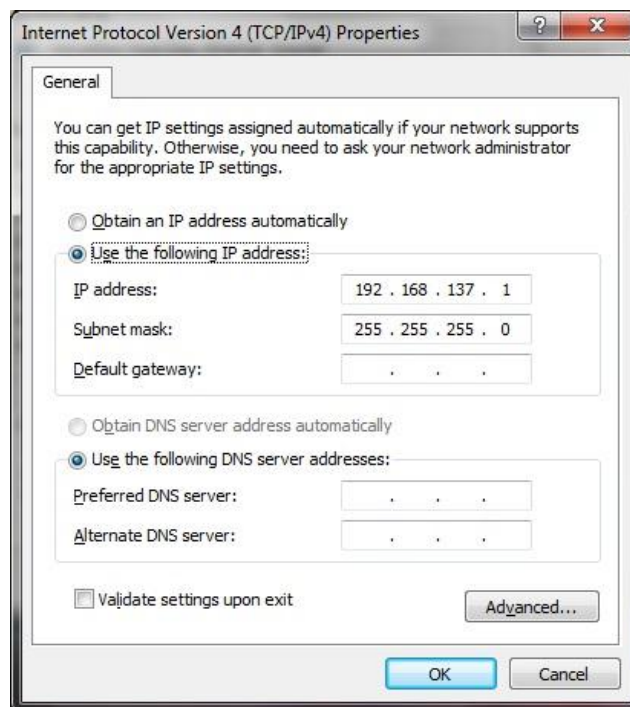 Internet Protocol Version 4 (TCP/IPv4) Properties
General
You can get IP settings assigned automatically if your network supports
this capability. Otherwise, you need to ask your network administrator
for the appropriate IP settings.
Obtain an IP address automatically
Use the following IP address:
IP address: 192 . 168 . 137 . 1
Subnet mask: 255 . 255 . 255 . 0
Default gateway: . . .
Obtain DNS server address automatically
Use the following DNS server addresses:
Preferred DNS server: . . .
Alternate DNS server: . . .
Validate settings upon exit
Advanced...
OK Cancel